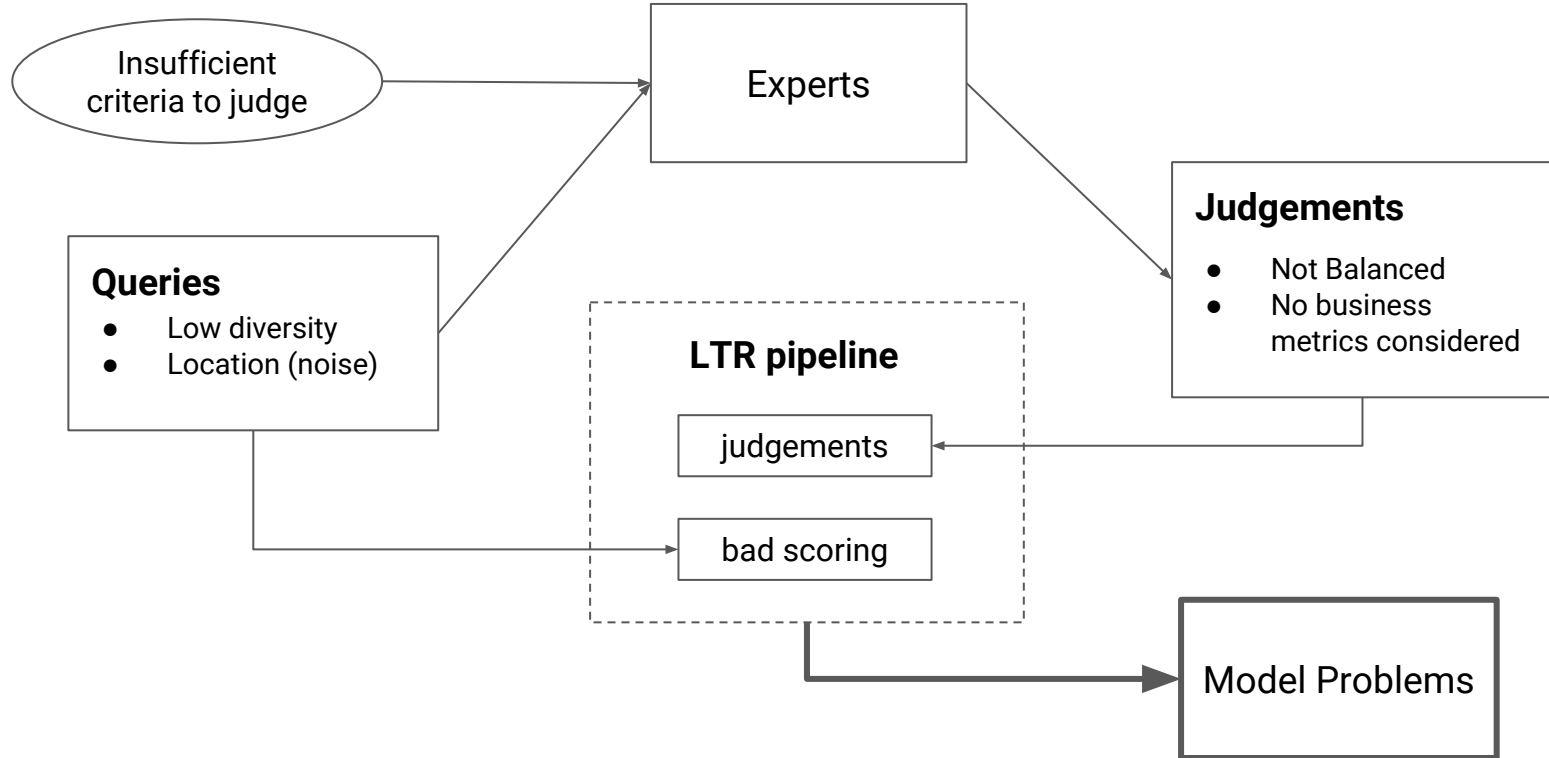 Insufficient
criteria to judge
Experts
Judgements
● Not Balanced
● No business
metrics considered
Queries
● Low diversity
● Location (noise)
LTR pipeline
judgements
bad scoring
Model Problems